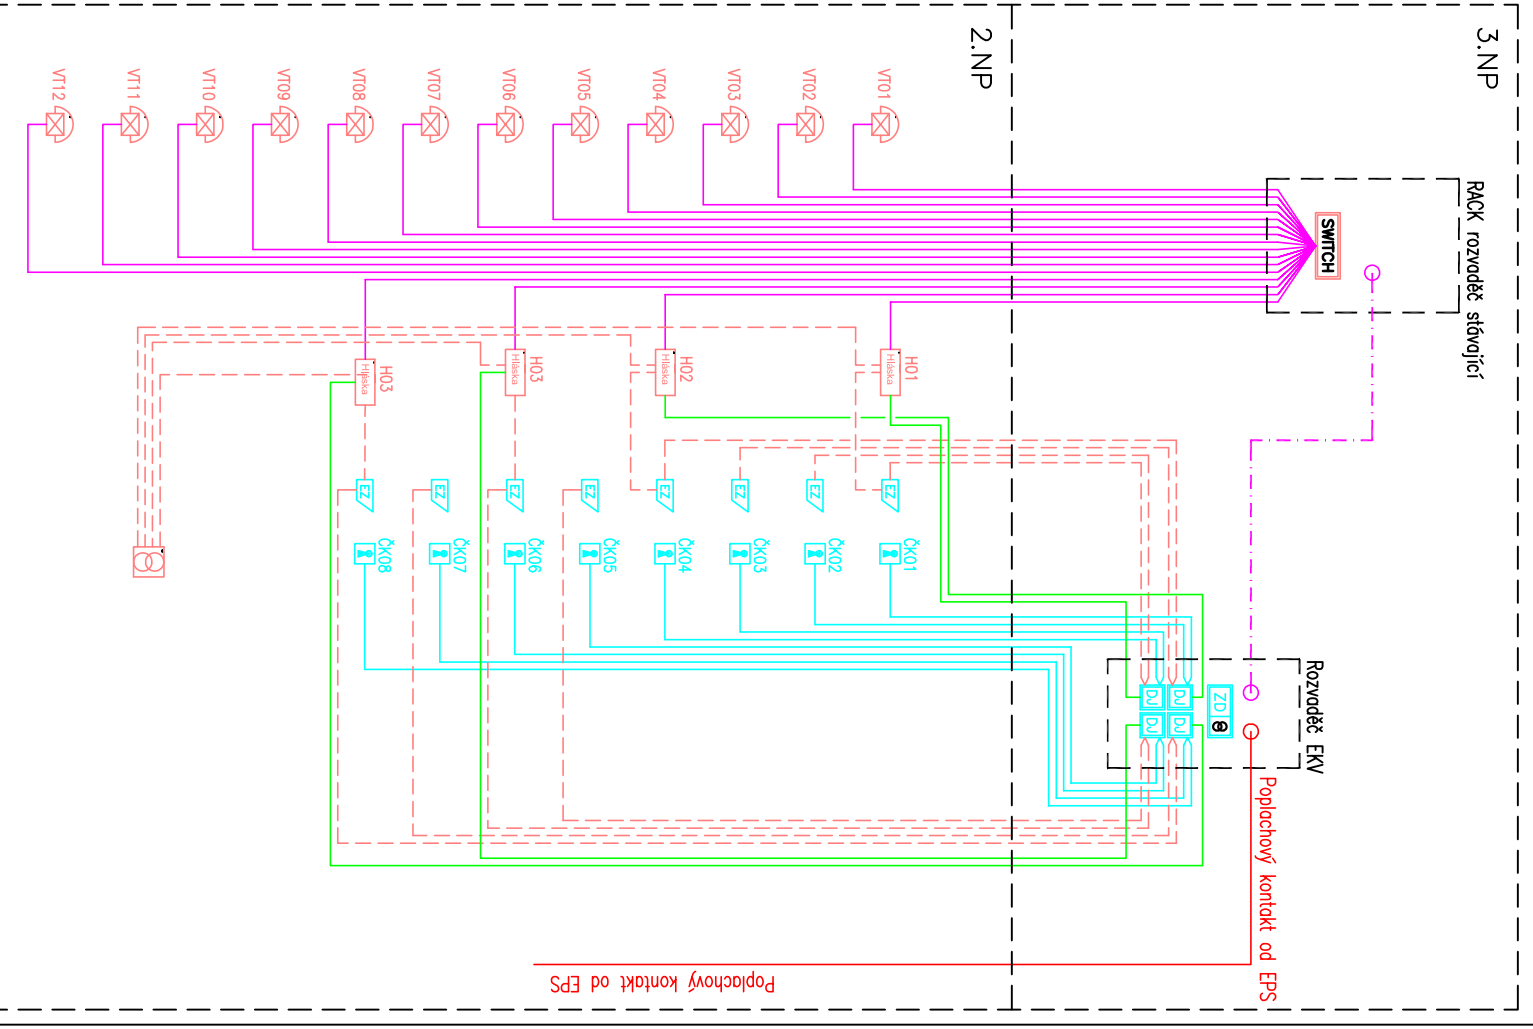 3.NP
RACK rozvaděč stávající
SWITCH
Rozvaděč EKV
ZD
DJ
DJ
DJ
DJ
Poplachový kontakt od EPS
2.NP
VT12
VT11
VT10
VT09
VT08
VT07
VT06
VT05
VT04
VT03
VT02
VT01
H03
Hláska
H03
Hláska
H02
Hláska
H01
Hláska
EZ
EZ
EZ
EZ
EZ
EZ
EZ
EZ
ČK08
ČK07
ČK06
ČK05
ČK04
ČK03
ČK02
ČK01
Poplachový kontakt od EPS